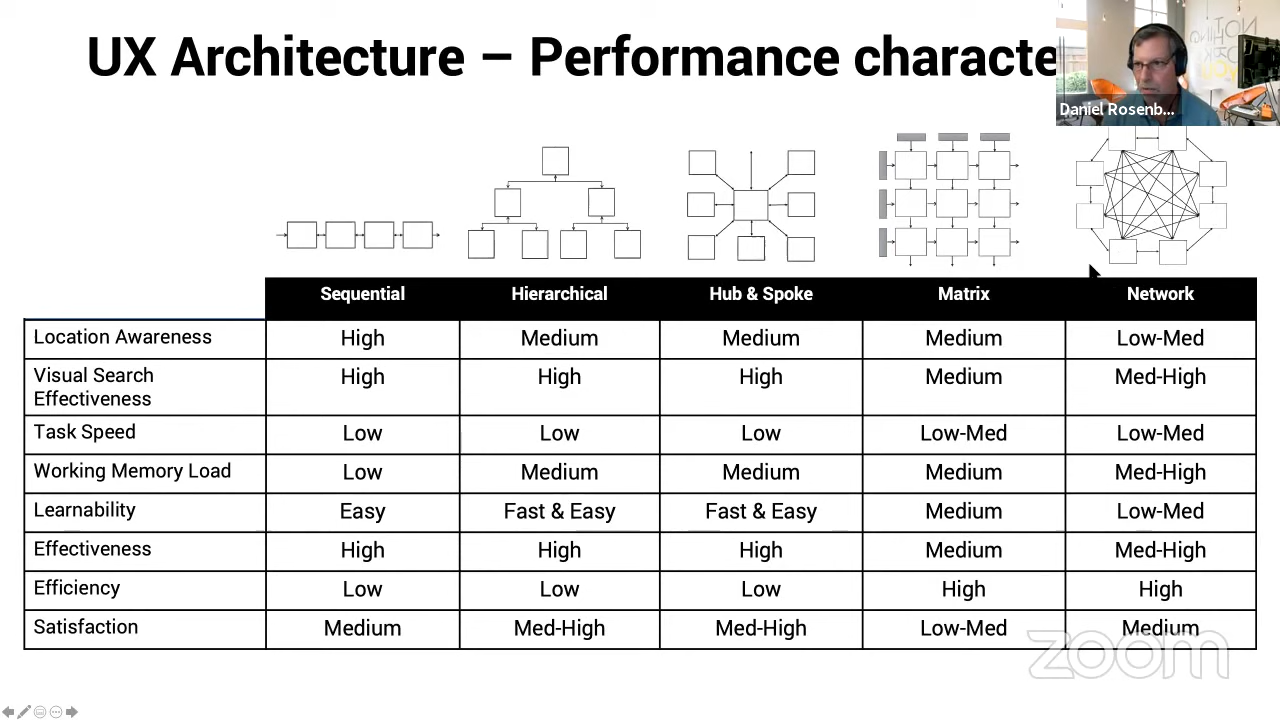 UX Architecture – Performance characte
Daniel Rosenb...
Sequential Hierarchical Hub & Spoke Matrix Network
Location Awareness High Medium Medium Medium Low-Med
Visual Search
Effectiveness High High High Medium Med-High
Task Speed Low Low Low Low-Med Low-Med
Working Memory Load Low Medium Medium Medium Med-High
Learnability Easy Fast & Easy Fast & Easy Medium Low-Med
Effectiveness High High High Medium Med-High
Efficiency Low Low Low High High
Satisfaction Medium Med-High Med-High Low-Med Medium
zoom